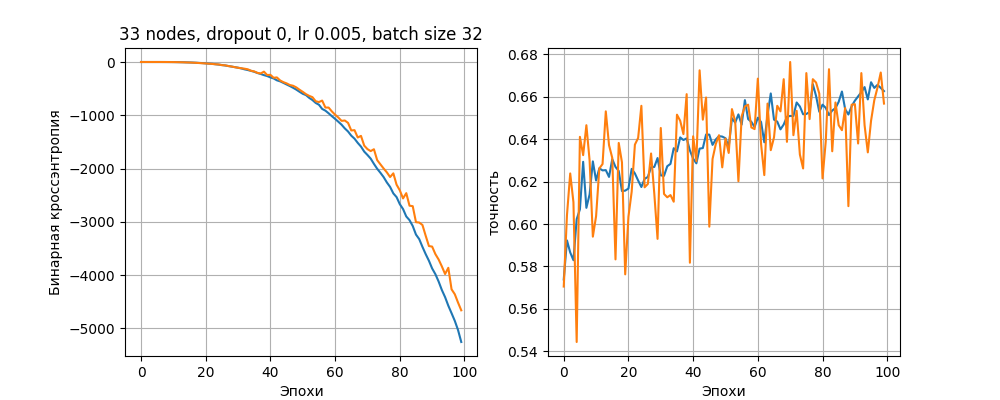 33 nodes, dropout 0, lr 0.005, batch size 32
Бинарная кроссэнтропия
0
−1000
−2000
−3000
−4000
−5000
0 20 40 60 80 100
Эпохи
точность
0.68
0.66
0.64
0.62
0.60
0.58
0.56
0.54
0 20 40 60 80 100
Эпохи